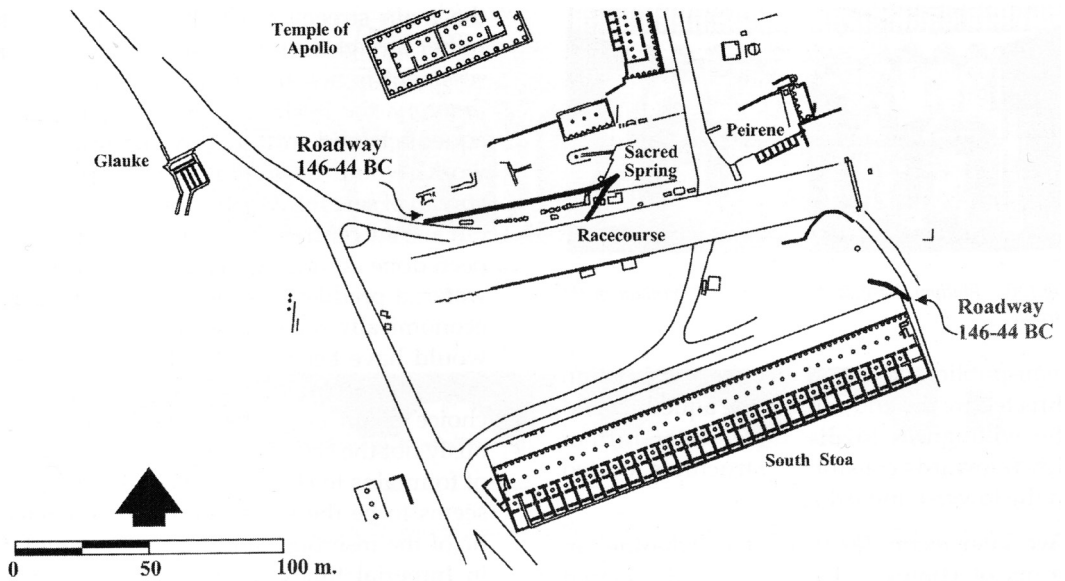 Temple of
Apollo
Peirene
Roadway
146-44 BC
Sacred
Spring
Glauke
Racecourse
Roadway
146-44 BC
South Stoa
0
50
100 m.